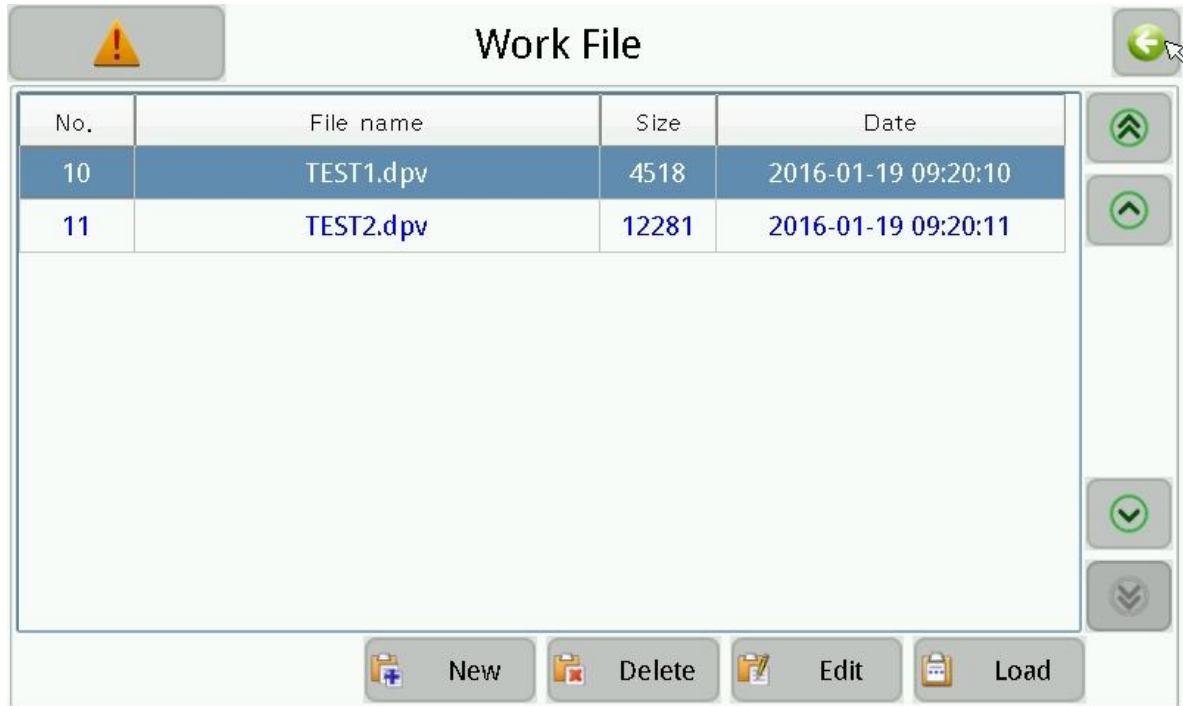 Work File
No. File name Size Date
10 TEST1.dpv 4518 2016-01-19 09:20:10
11 TEST2.dpv 12281 2016-01-19 09:20:11
New Delete Edit Load